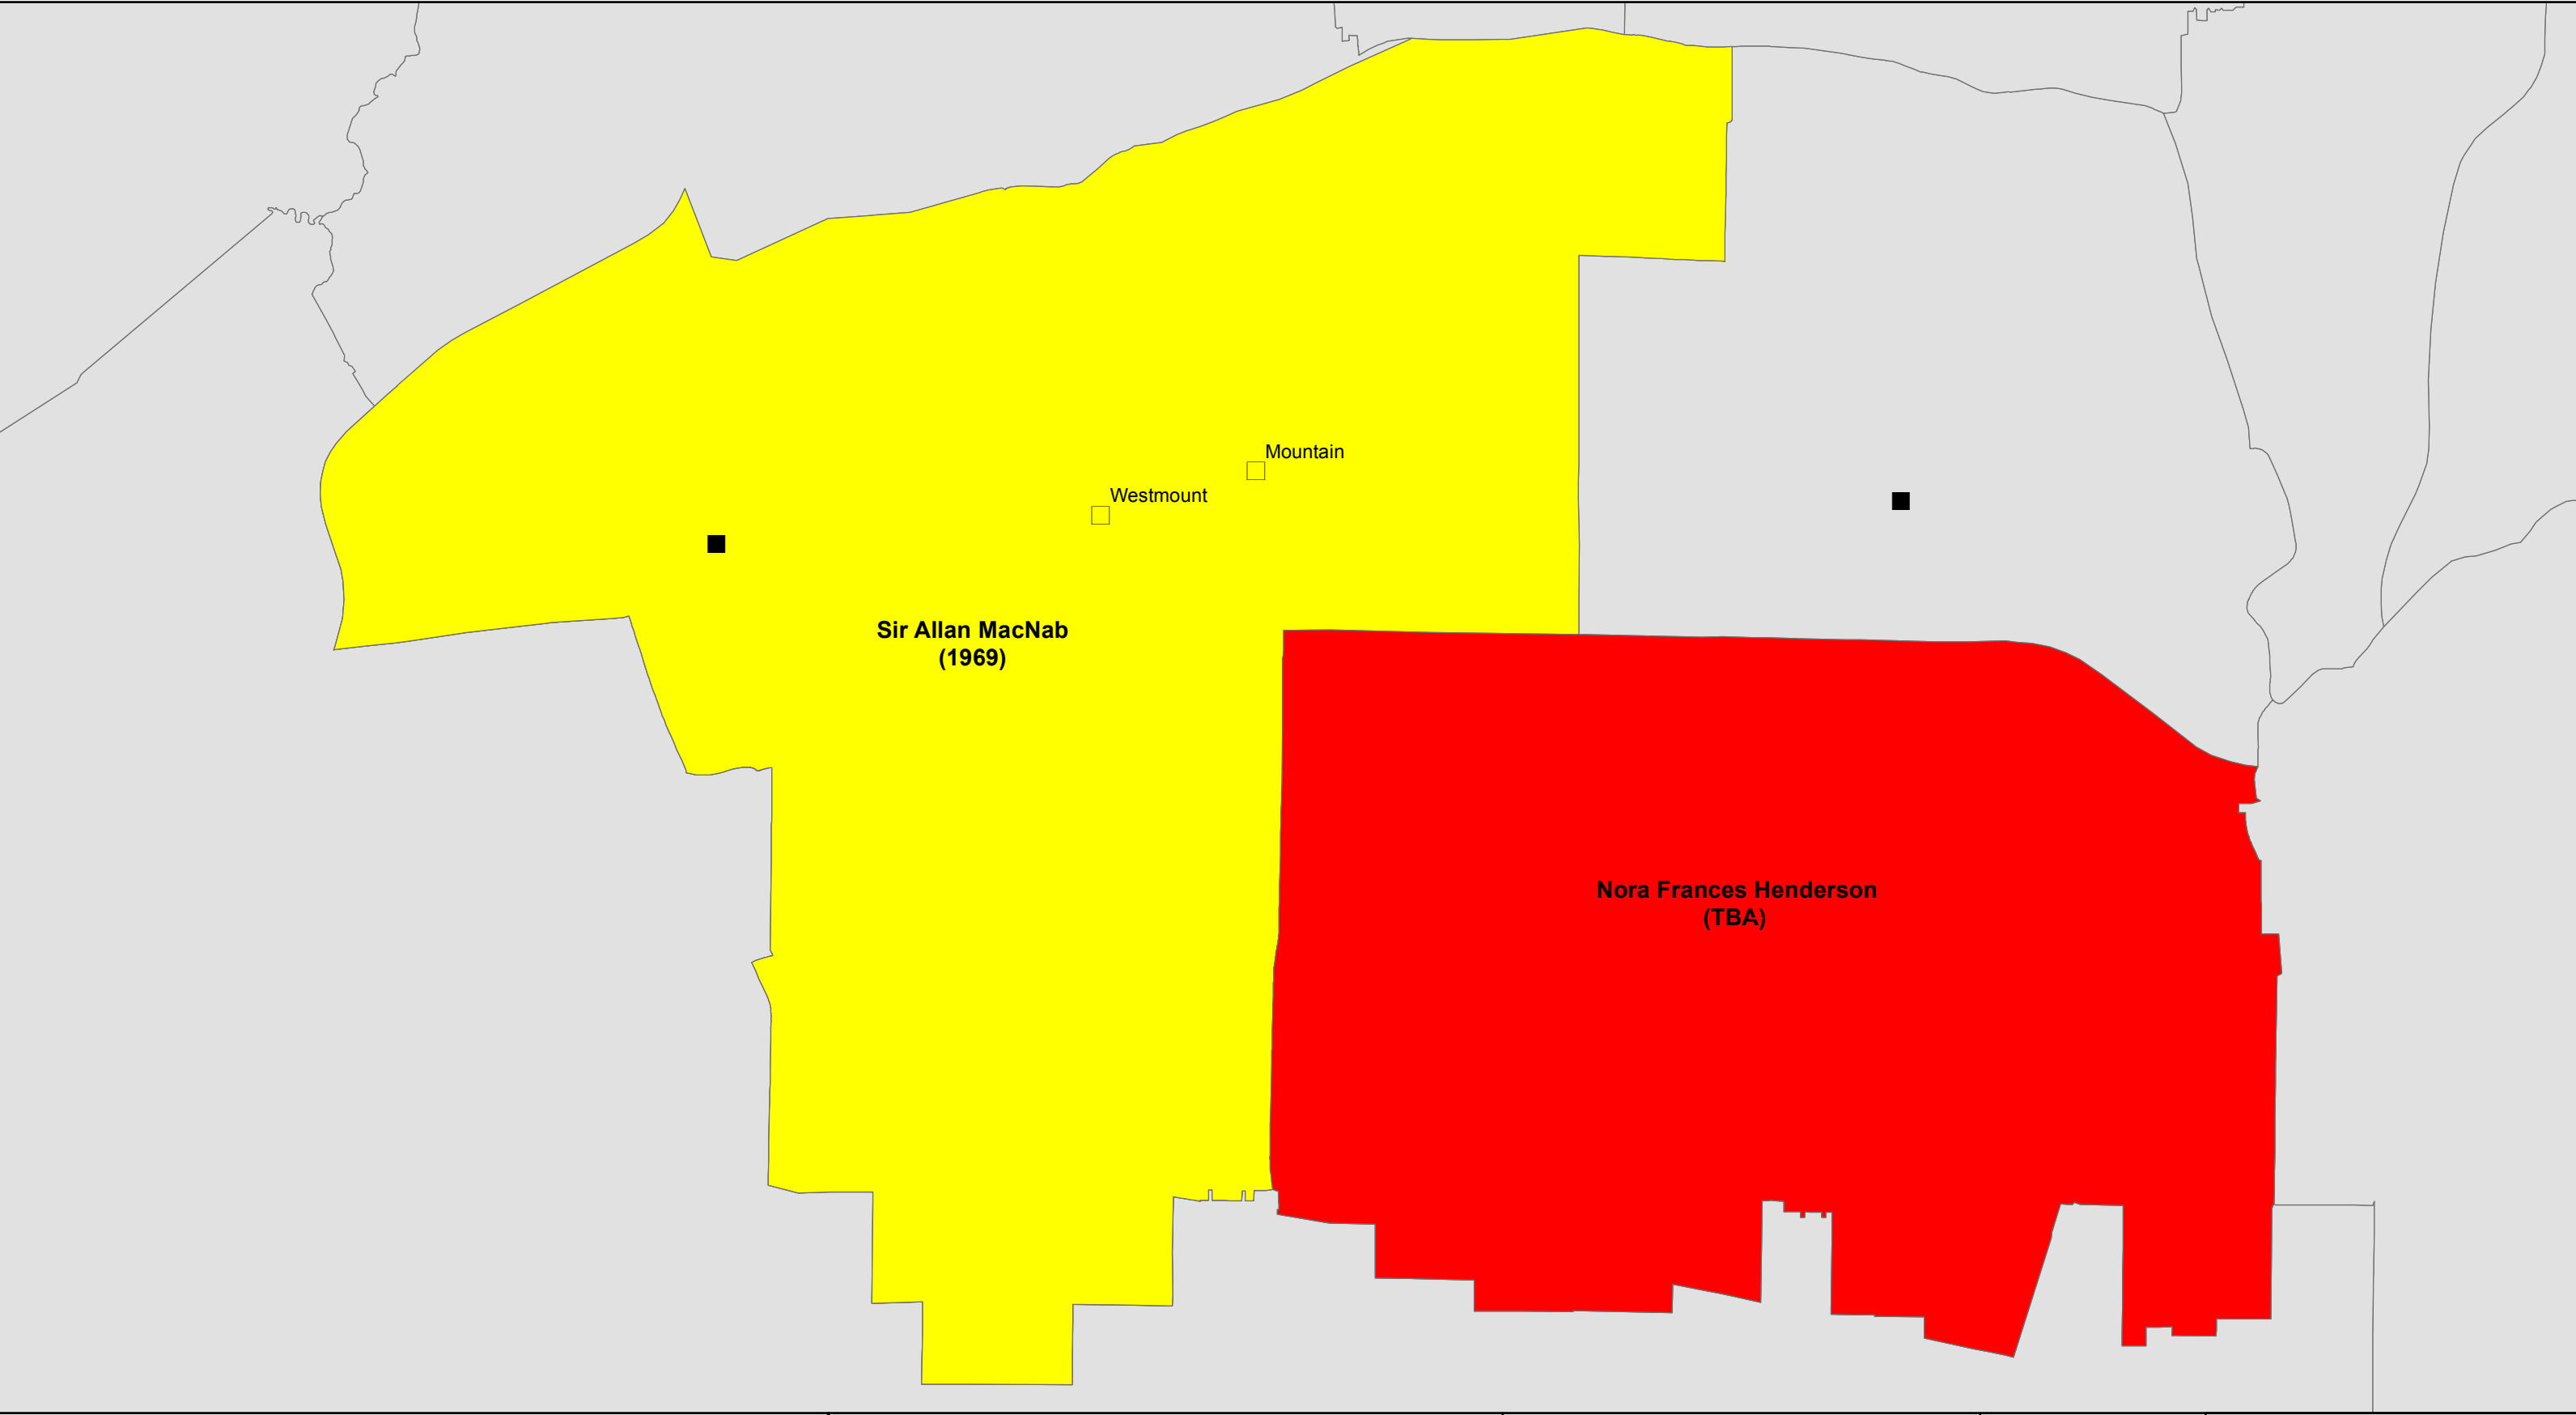 Mountain
Westmount
Sir Allan MacNab
(1969)
Nora Frances Henderson
(TBA)